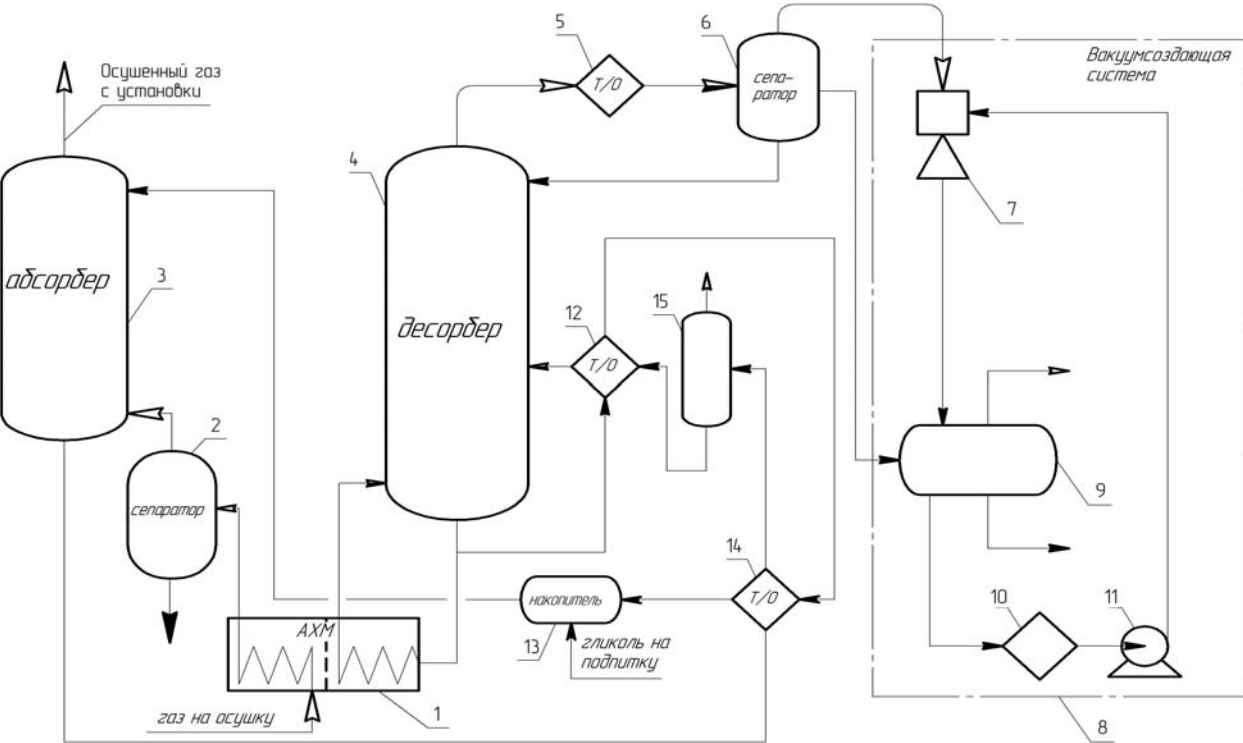 5
6
Вакуумсоздающая
система
Осушенный газ
с установки
Т/О
сепа-
ратор
4
7
абсорбер
3
15
12
десорбер
Т/О
2
9
сепаратор
14
10
11
накопитель
Т/О
АХМ
13
гликоль на
подпитку
газ на осушку
1
8